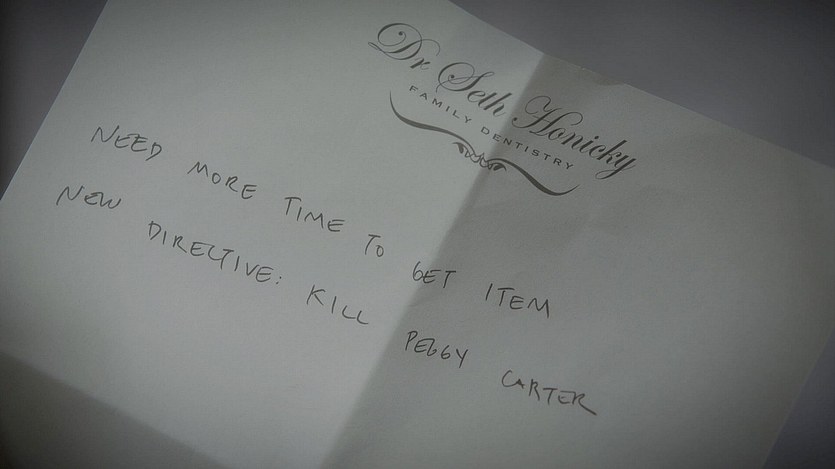 Dr Seth Honicky
FAMILY DENTISTRY
NEED MORE TIME TO GET ITEM
NEW DIRECTIVE: KILL PEGGY CARTER